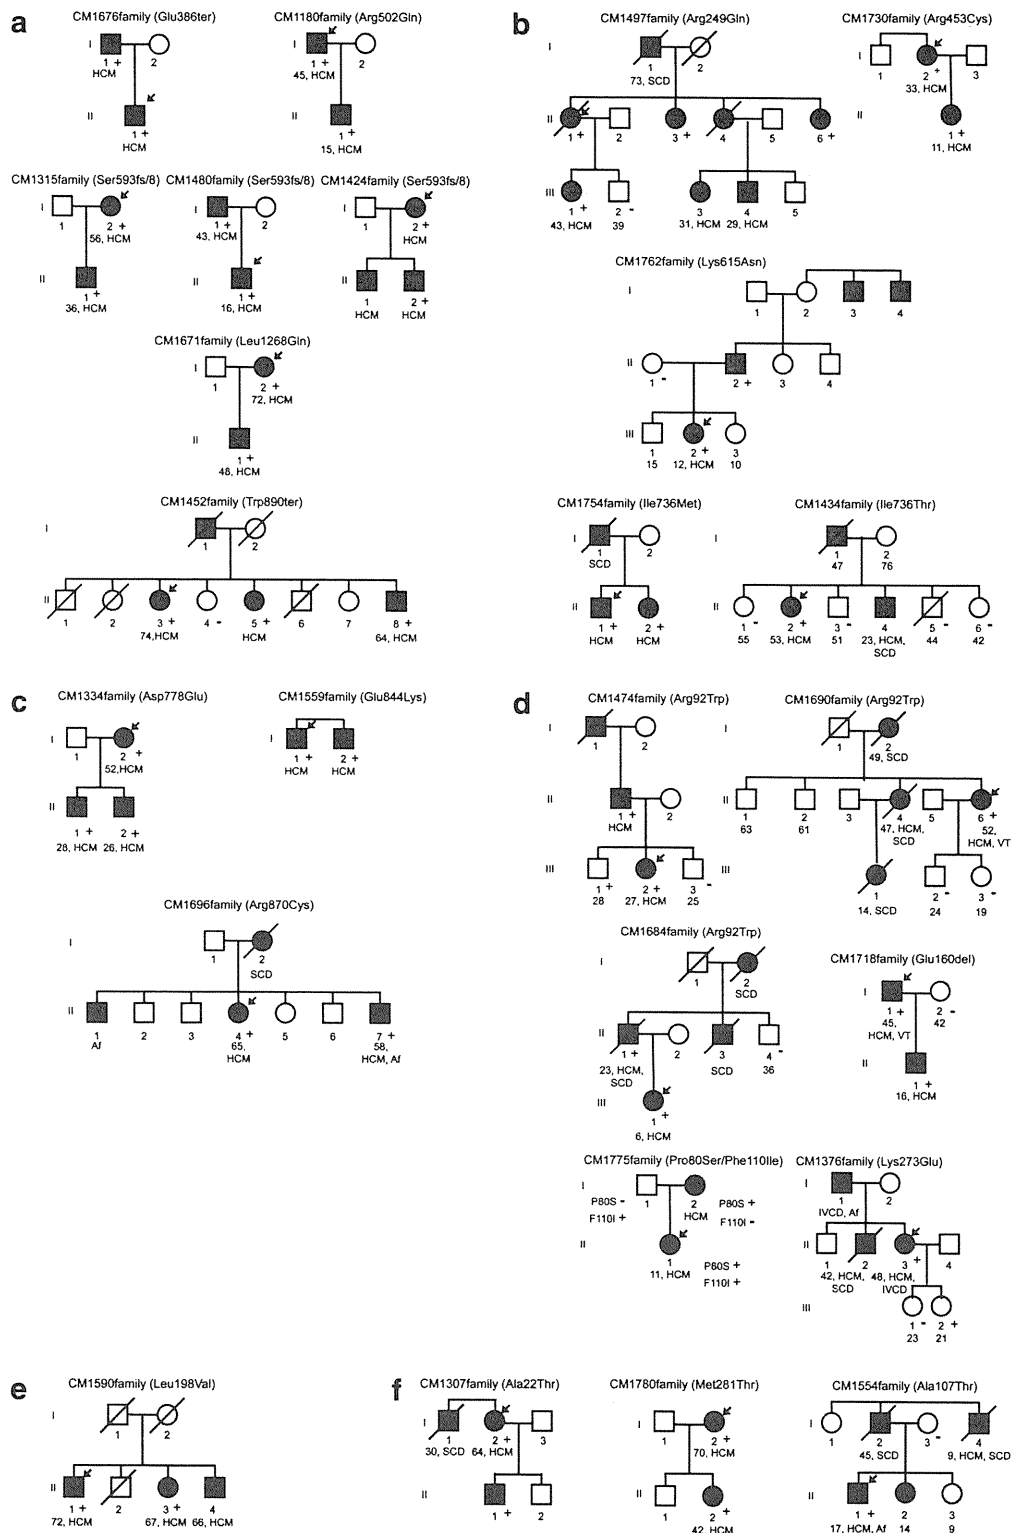 a
CM1676family (Glu386ter)
I
1 + 2
HCM
II
1 +
HCM
CM1180family (Arg502Gln)
1 + 2
45, HCM
1 +
15, HCM
CM1315family (Ser593fs/8)
I
1 2 +
56, HCM
II
1 +
36, HCM
CM1480family (Ser593fs/8)
1 + 2
43, HCM
1 +
16, HCM
CM1424family (Ser593fs/8)
1 2 +
HCM
1 2 +
HCM HCM
CM1671family (Leu1268Gln)
I
1 2 +
72, HCM
II
1 +
48, HCM
CM1452family (Trp890ter)
I
1 2
II
1 2 3 + 4 - 5 + 6 7 8 +
74,HCM HCM 64, HCM
b
CM1497family (Arg249Gln)
I
1 2
73, SCD
II
1 + 2 3 + 4 5 6 +
III
1 + 2 - 3 4 5
43, HCM 39 31, HCM 29, HCM
CM1730family (Arg453Cys)
I
1 2 + 3
33, HCM
II
1 +
11, HCM
CM1762family (Lys615Asn)
I
1 2 3 4
II
1 - 2 + 3 4
III
1 2 + 3
15 12, HCM 10
CM1754family (Ile736Met)
I
1 2
SCD
II
1 + 2 +
HCM HCM
CM1434family (Ile736Thr)
I
1 2
47 76
II
1 - 2 + 3 - 4 5 - 6 -
55 53, HCM 51 23, HCM, 44 42
SCD
c
CM1334family (Asp778Glu)
I
1 2 +
52,HCM
II
1 + 2 +
28, HCM 26, HCM
CM1559family (Glu844Lys)
I
1 + 2 +
HCM HCM
CM1696family (Arg870Cys)
I
1 2
SCD
II
1 2 3 4 + 5 6 7 +
Af 65, 58,
HCM HCM, Af
d
CM1474family (Arg92Trp)
I
1 2
II
1 + 2
HCM
III
1 + 2 + 3 -
28 27, HCM 25
CM1690family (Arg92Trp)
I
1 2
49, SCD
II
1 2 3 4 5 6 +
63 61 47, HCM, 52,
SCD HCM, VT
III
1 2 - 3 -
14, SCD 24 19
CM1684family (Arg92Trp)
I
1 2
SCD
II
1 + 2 3 4 -
23, HCM, SCD 36
SCD
III
1 +
6, HCM
CM1718family (Glu160del)
I
1 + 2 -
45, 42
HCM, VT
II
1 +
16, HCM
CM1775family (Pro80Ser/Phe110Ile)
I
P80S - 1 2 P80S +
F110I + HCM F110I -
II
1
11, HCM P80S +
F110I +
CM1376family (Lys273Glu)
I
1 2
IVCD, Af
II
1 2 3 + 4
42, HCM, 48, HCM,
SCD IVCD
III
1 - 2 +
23 21
e
CM1590family (Leu198Val)
I
1 2
II
1 + 2 3 + 4
72, HCM 67, HCM 66, HCM
f
CM1307family (Ala22Thr)
I
1 2 + 3
30, SCD 64, HCM
II
1 + 2
CM1780family (Met281Thr)
I
1 2 +
70, HCM
II
1 2 +
42, HCM
CM1554family (Ala107Thr)
I
1 2 3 - 4
45, SCD 9, HCM, SCD
II
1 + 2 3
17, HCM, Af 14 9